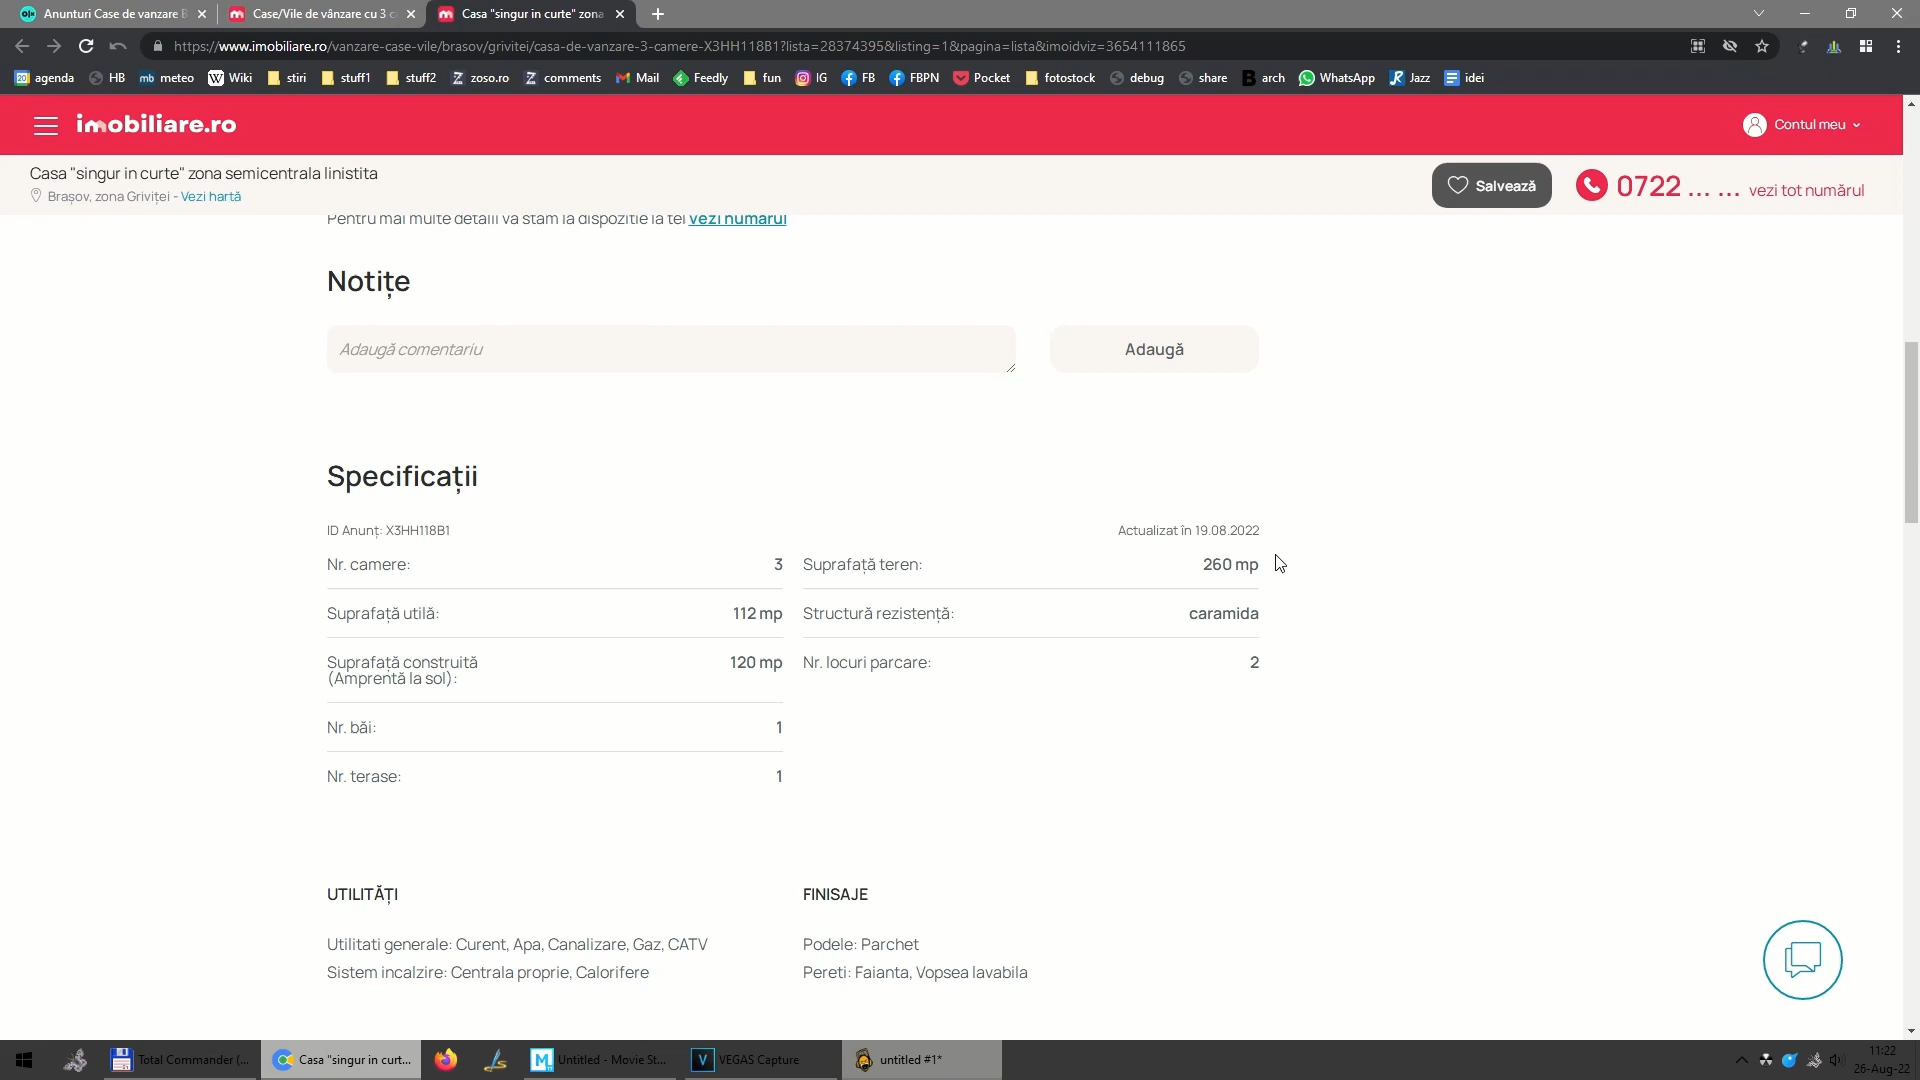 Anunturi Case de vanzare B
Case/Vile de vânzare cu 3 c
Casa "singur in curte" zona
https://www.imobiliare.ro/vanzare-case-vile/brasov/grivitei/casa-de-vanzare-3-camere-X3HH118B1?lista=28374395&listing=1&pagina=lista&imoidviz=3654111865
agenda HB meteo Wiki stiri stuff1 stuff2 zoso.ro comments Mail Feedly fun IG FB FBPN Pocket fotostock debug share arch WhatsApp Jazz idei
imobiliare.ro
Contul meu
Casa "singur in curte" zona semicentrala linistita
Brașov, zona Griviței - Vezi hartă
Salvează
0722 ... ... vezi tot numărul
Pentru mai multe detalii va stam la dispozitie la tel Vezi numarul
Notițe
Adaugă comentariu
Adaugă
Specificații
ID Anunț: X3HH118B1
Actualizat în 19.08.2022
Nr. camere: 3
Suprafață teren: 260 mp
Suprafață utilă: 112 mp
Structură rezistență: caramida
Suprafață construită
(Amprentă la sol): 120 mp
Nr. locuri parcare: 2
Nr. băi: 1
Nr. terase: 1
UTILITĂȚI
FINISAJE
Utilitati generale: Curent, Apa, Canalizare, Gaz, CATV
Podele: Parchet
Sistem incalzire: Centrala proprie, Calorifere
Pereti: Faianta, Vopsea lavabila
Total Commander (...
Casa "singur in curt...
Untitled - Movie St...
VEGAS Capture
untitled #1*
11:22
26-Aug-22